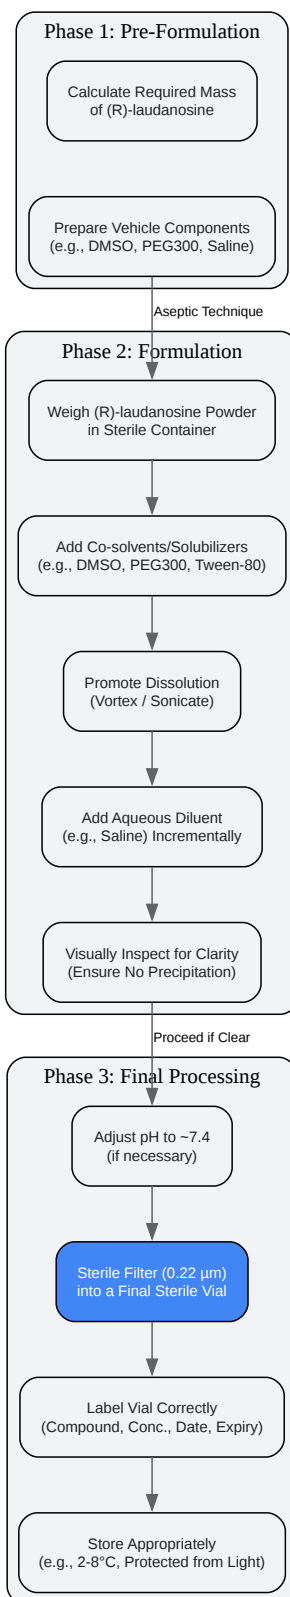 Phase 1: Pre-Formulation
Calculate Required Mass
of (R)-laudanosine
Prepare Vehicle Components
(e.g., DMSO, PEG300, Saline)
Aseptic Technique
Phase 2: Formulation
Weigh (R)-laudanosine Powder
in Sterile Container
Add Co-solvents/Solubilizers
(e.g., DMSO, PEG300, Tween-80)
Promote Dissolution
(Vortex / Sonicate)
Add Aqueous Diluent
(e.g., Saline) Incrementally
Visually Inspect for Clarity
(Ensure No Precipitation)
Proceed if Clear
Phase 3: Final Processing
Adjust pH to ~7.4
(if necessary)
Sterile Filter (0.22 µm)
into a Final Sterile Vial
Label Vial Correctly
(Compound, Conc., Date, Expiry)
Store Appropriately
(e.g., 2-8°C, Protected from Light)